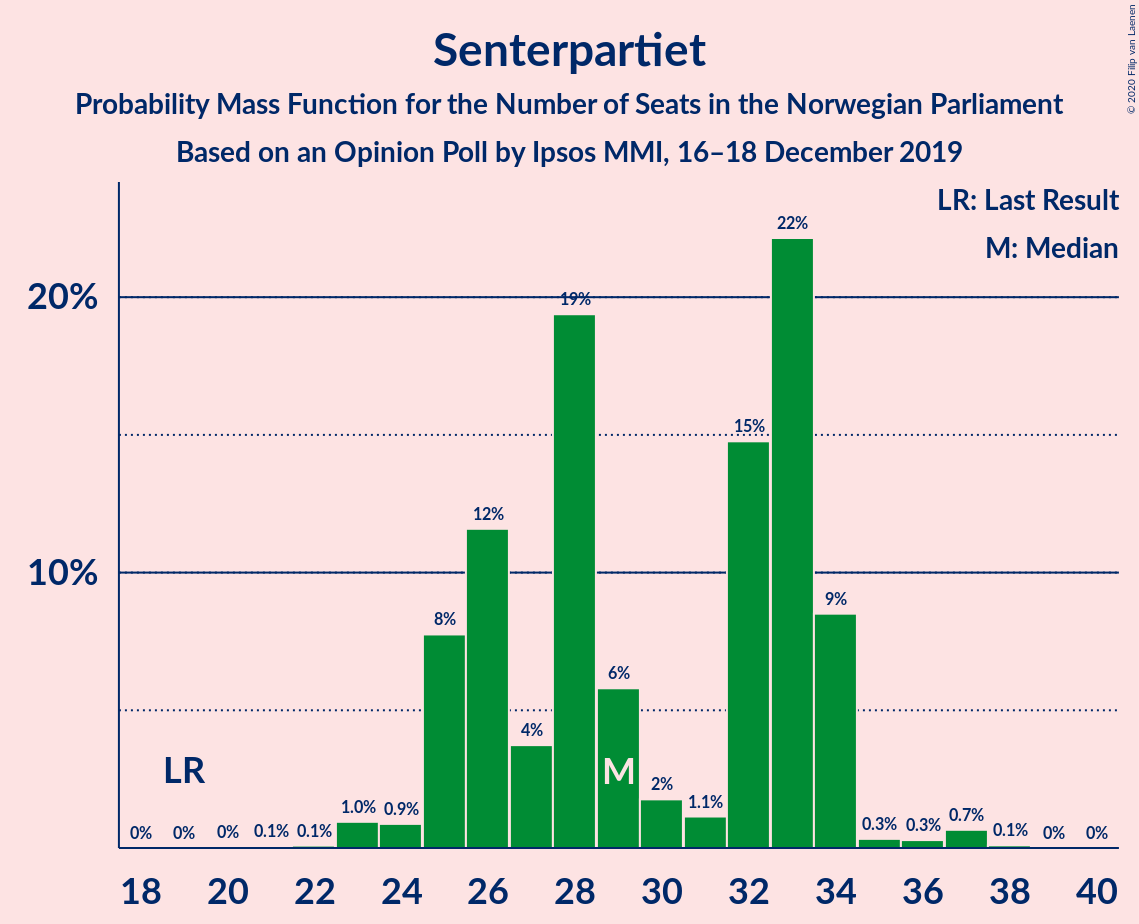 Senterpartiet
Probability Mass Function for the Number of Seats in the Norwegian Parliament
Based on an Opinion Poll by Ipsos MMI, 16–18 December 2019
© 2020 Filip van Laenen
LR: Last Result
M: Median
20%
10%
0% 0% 0% 0.1% 0.1% 1.0% 0.9% 8% 12% 4% 19% 6% 2% 1.1% 15% 22% 9% 0.3% 0.3% 0.7% 0.1% 0% 0%
LR M
18 20 22 24 26 28 30 32 34 36 38 40